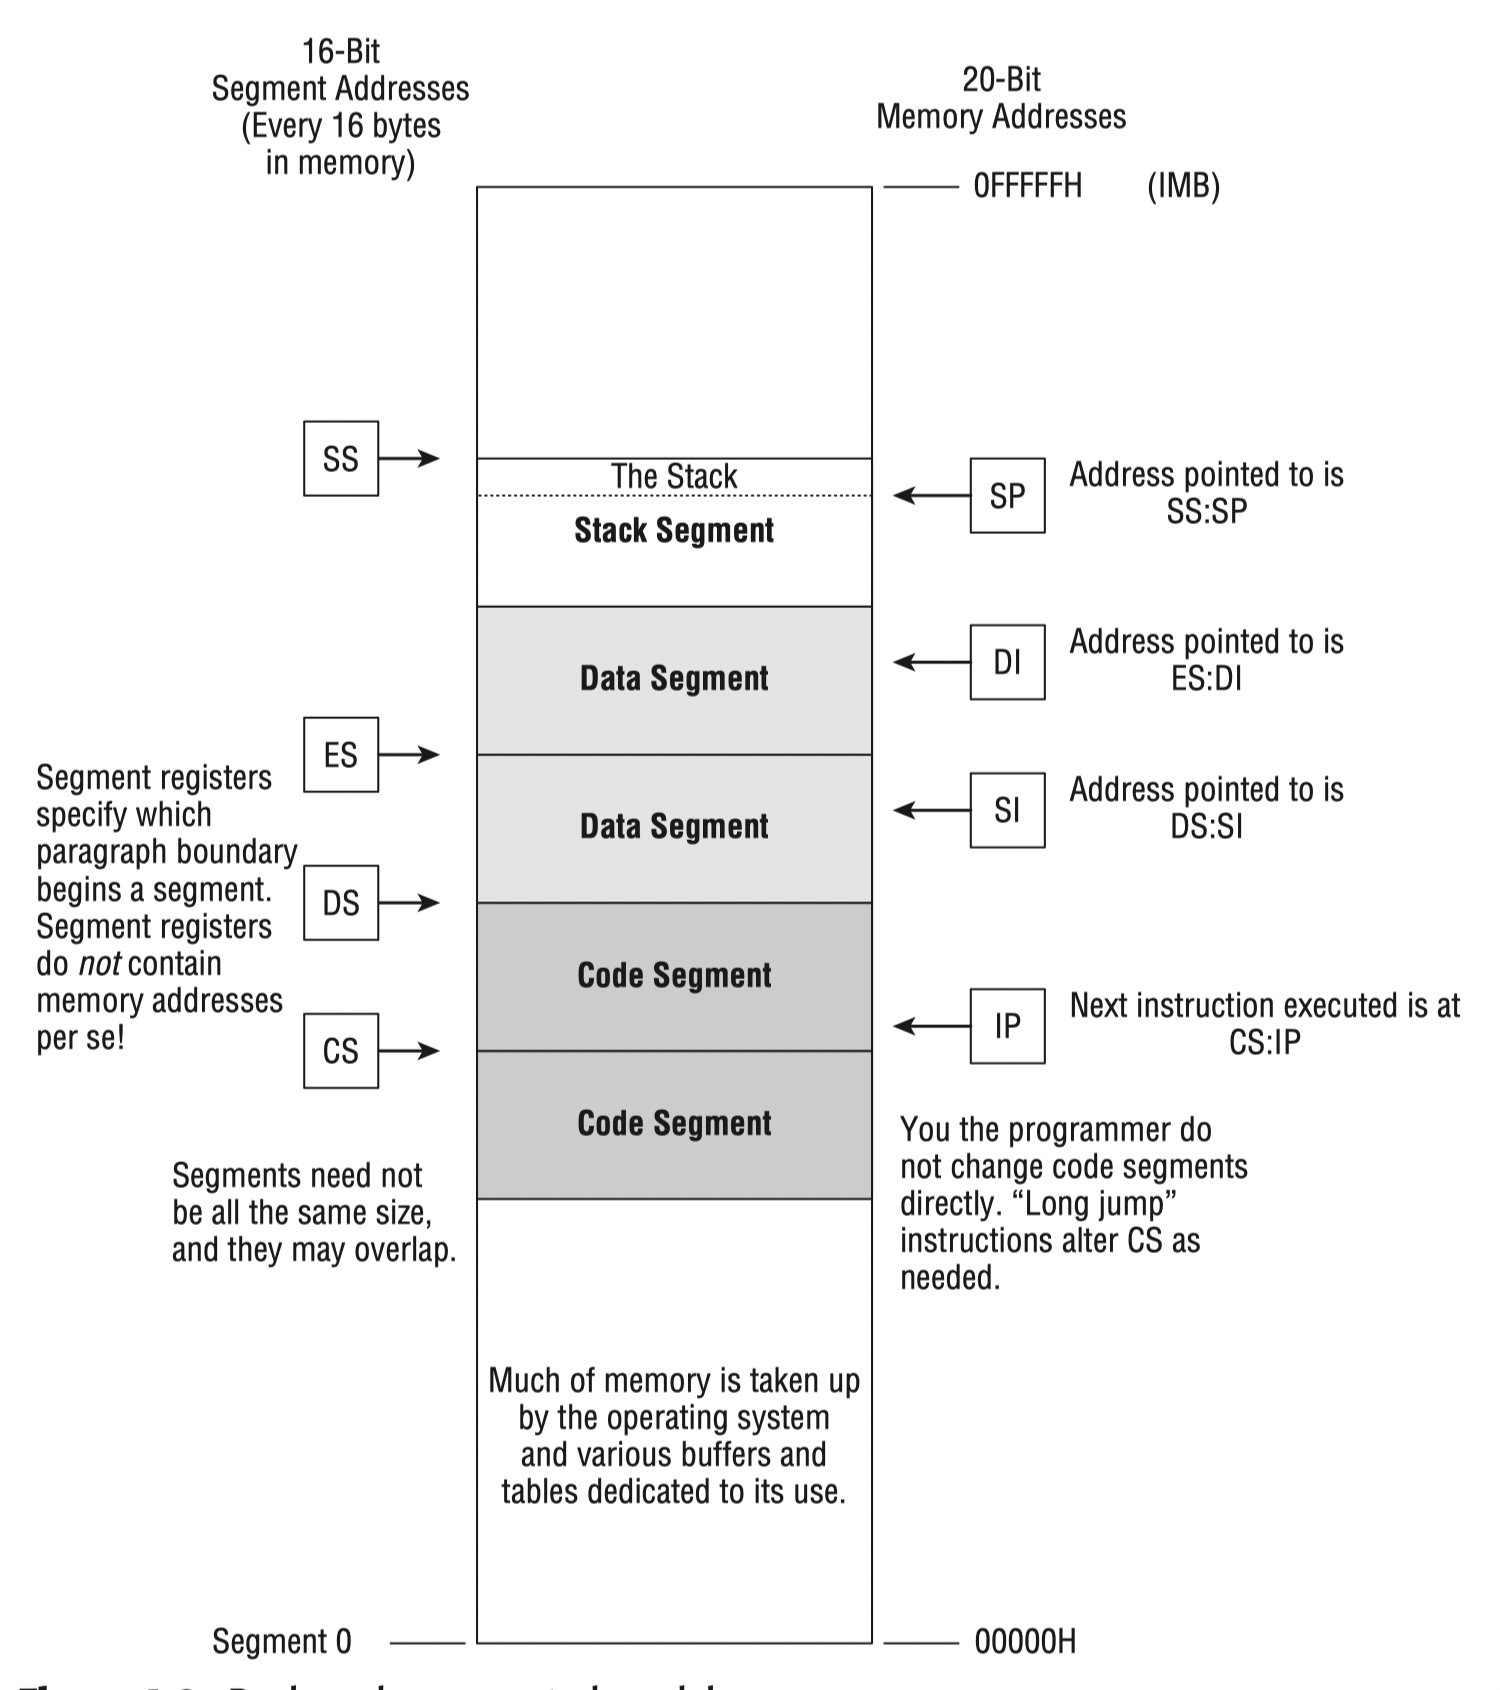 16-Bit
Segment Addresses
(Every 16 bytes
in memory)
20-Bit
Memory Addresses
0FFFFFH (IMB)
SS
The Stack
SP
Address pointed to is
SS:SP
Stack Segment
Data Segment
DI
Address pointed to is
ES:DI
ES
Segment registers
specify which
paragraph boundary
begins a segment.
Segment registers
do not contain
memory addresses
per se!
Data Segment
SI
Address pointed to is
DS:SI
DS
Code Segment
IP
Next instruction executed is at
CS:IP
CS
Code Segment
You the programmer do
not change code segments
directly. “Long jump”
instructions alter CS as
needed.
Segments need not
be all the same size,
and they may overlap.
Much of memory is taken up
by the operating system
and various buffers and
tables dedicated to its use.
Segment 0
00000H